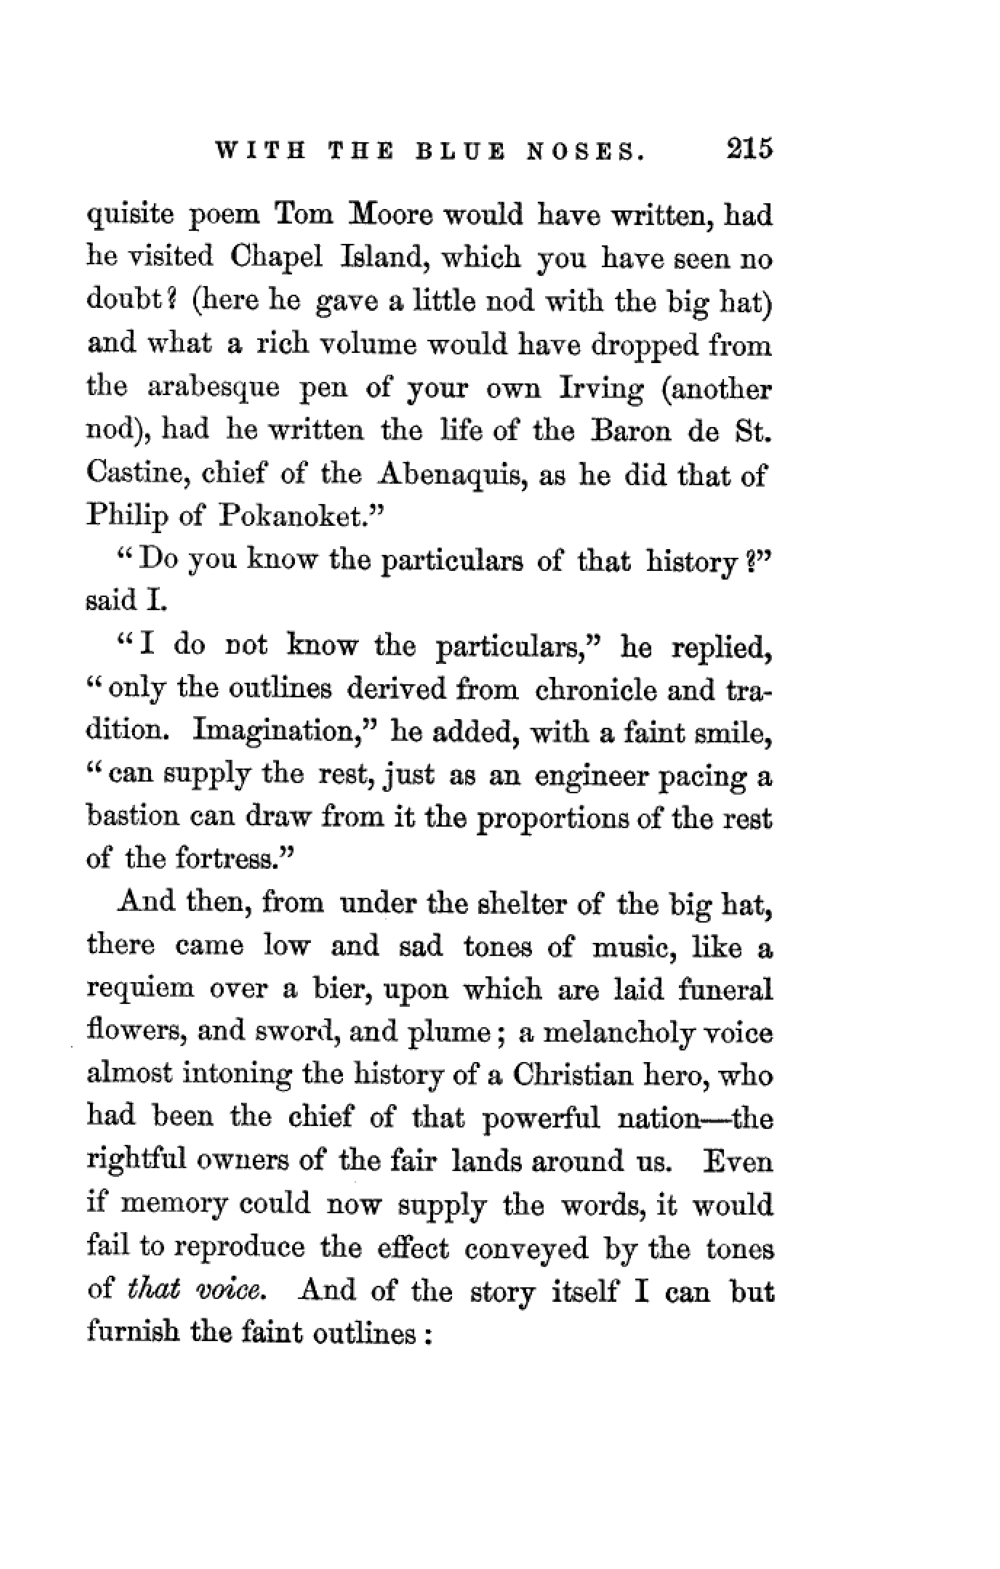 WITH THE BLUE NOSES. 215
quisite poem Tom Moore would have written, had
he visited Chapel Island, which you have seen no
doubt? (here he gave a little nod with the big hat)
and what a rich volume would have dropped from
the arabesque pen of your own Irving (another
nod), had he written the life of the Baron de St.
Castine, chief of the Abenaquis, as he did that of
Philip of Pokanoket.”
“Do you know the particulars of that history?”
said I.
“I do not know the particulars,” he replied,
“only the outlines derived from chronicle and tra-
dition. Imagination,” he added, with a faint smile,
“can supply the rest, just as an engineer pacing a
bastion can draw from it the proportions of the rest
of the fortress.”
And then, from under the shelter of the big hat,
there came low and sad tones of music, like a
requiem over a bier, upon which are laid funeral
flowers, and sword, and plume; a melancholy voice
almost intoning the history of a Christian hero, who
had been the chief of that powerful nation—the
rightful owners of the fair lands around us. Even
if memory could now supply the words, it would
fail to reproduce the effect conveyed by the tones
of that voice. And of the story itself I can but
furnish the faint outlines: